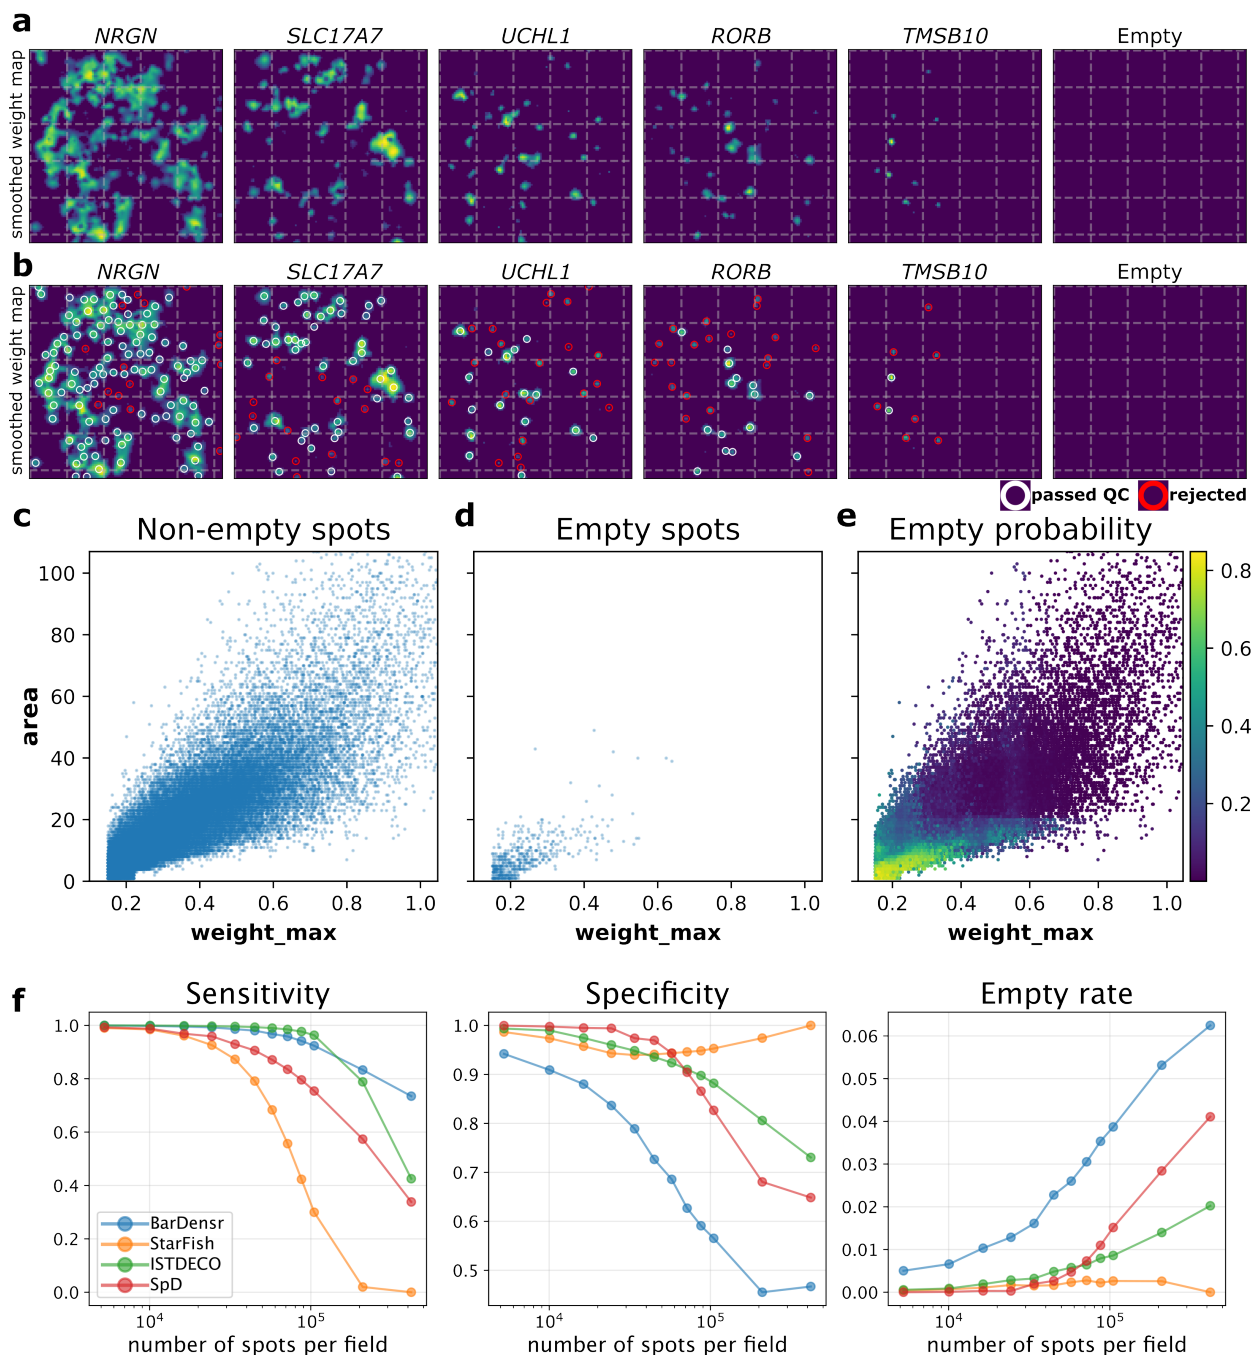 a
NRGN SLC17A7 UCHL1 RORB TMSB10 Empty
smoothed weight map
b
NRGN SLC17A7 UCHL1 RORB TMSB10 Empty
smoothed weight map
passed QC rejected
c Non-empty spots
100
80
60
40
20
0
area
0.2 0.4 0.6 0.8 1.0
weight_max
d Empty spots
0.2 0.4 0.6 0.8 1.0
weight_max
e Empty probability
0.2 0.4 0.6 0.8 1.0
weight_max
0.8
0.6
0.4
0.2
f
Sensitivity
1.0
0.8
0.6
0.4
0.2
0.0
BarDensr
StarFish
ISTDECO
SpD
10⁴ 10⁵
number of spots per field
Specificity
1.0
0.9
0.8
0.7
0.6
0.5
10⁴ 10⁵
number of spots per field
Empty rate
0.06
0.05
0.04
0.03
0.02
0.01
0.00
10⁴ 10⁵
number of spots per field